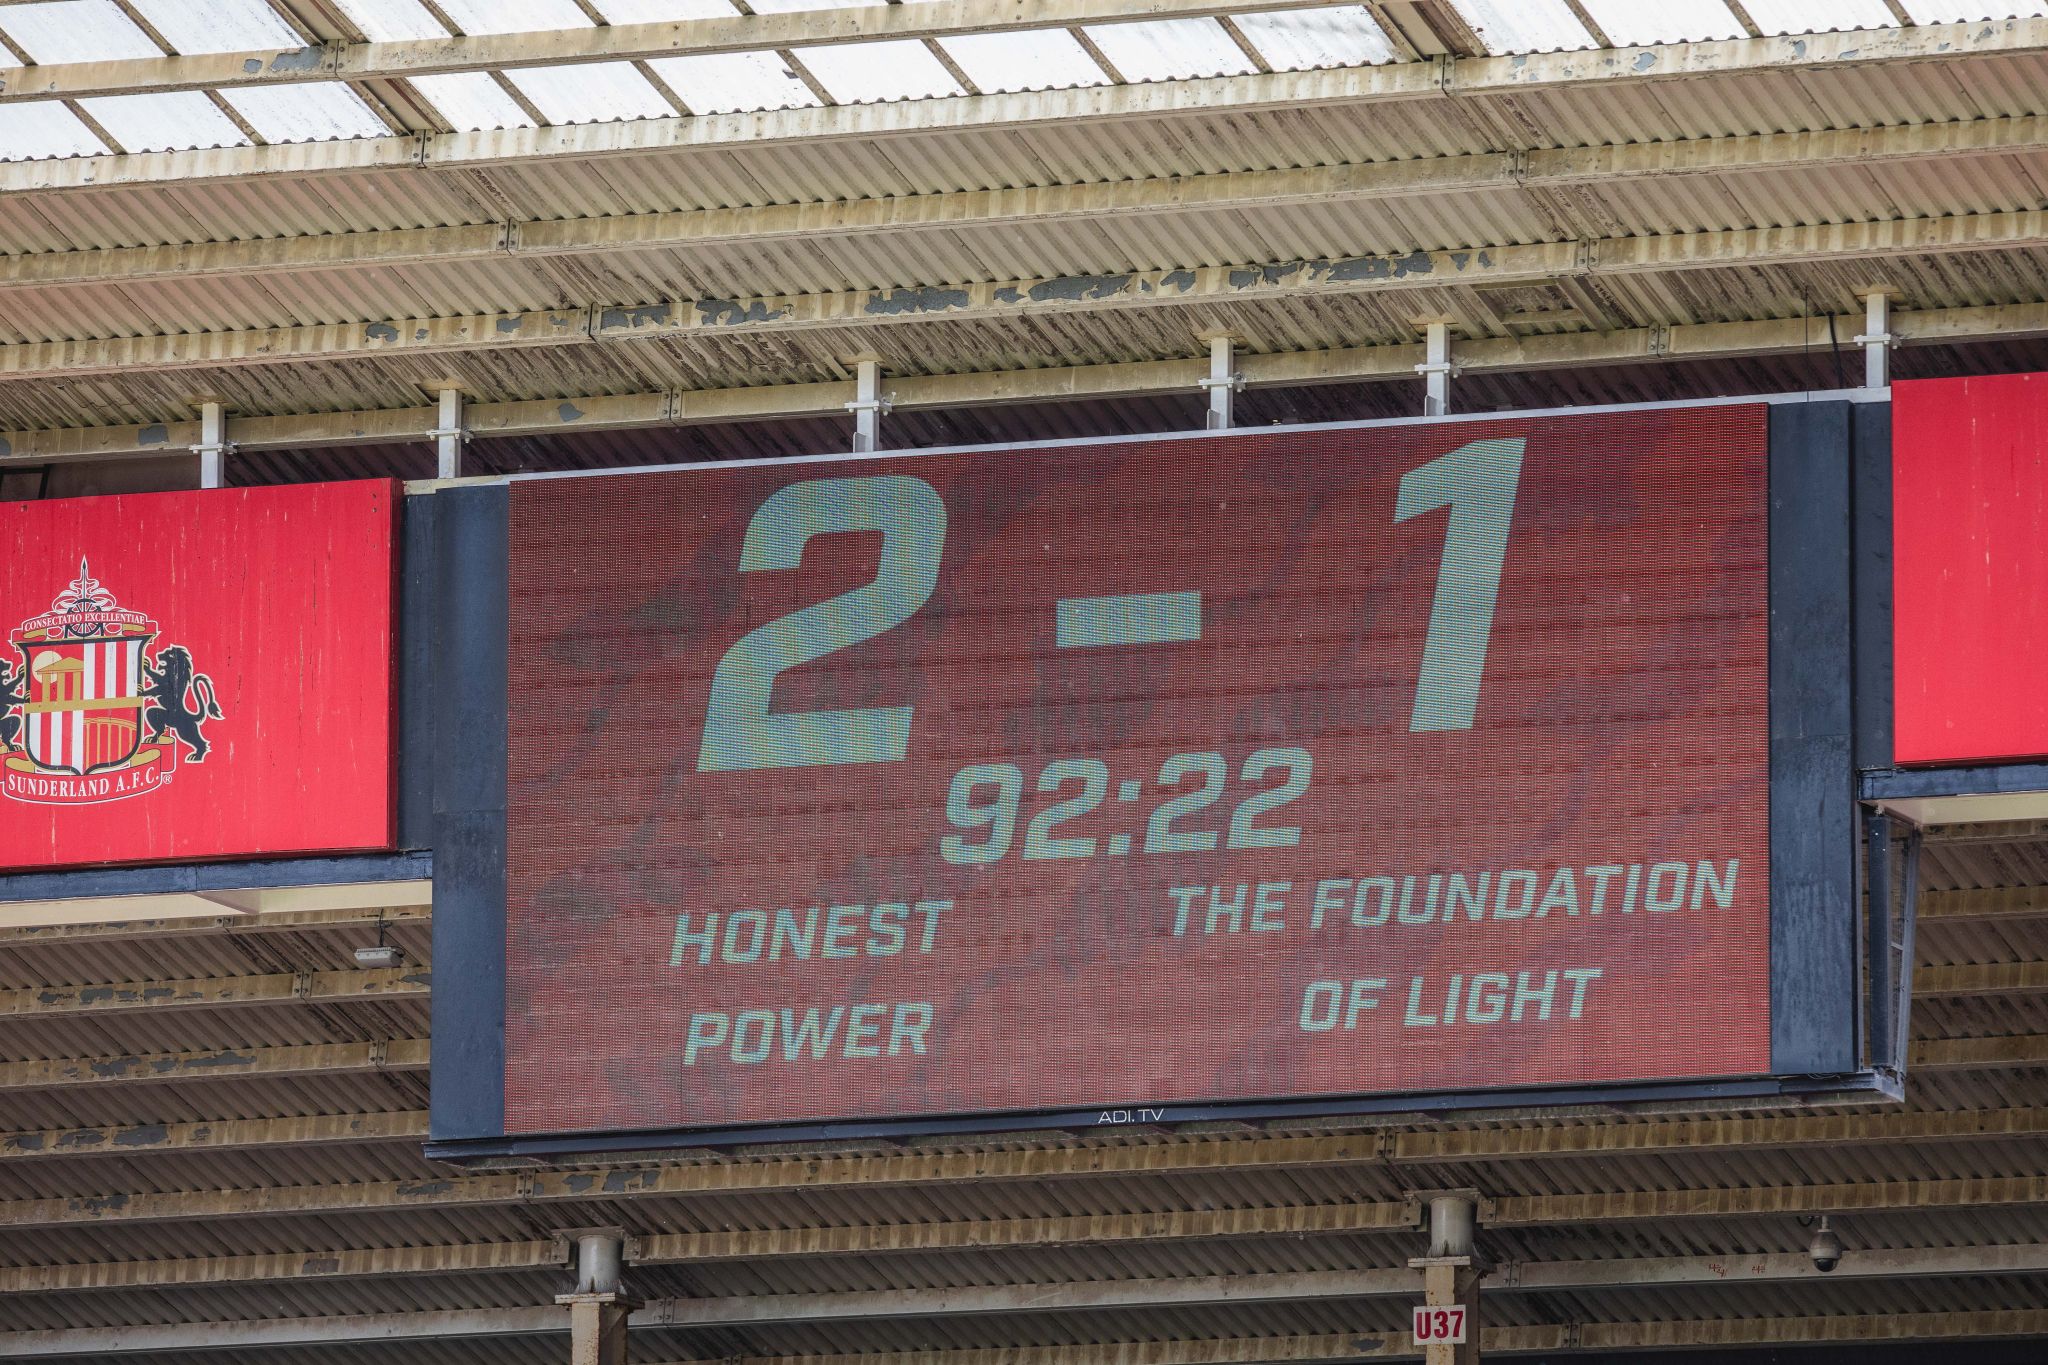 2 - 1
92:22
HONEST
POWER
THE FOUNDATION
OF LIGHT
CONSECTATIO EXCELLENTIAE
SUNDERLAND A.F.C.®
ADI.TV
U37